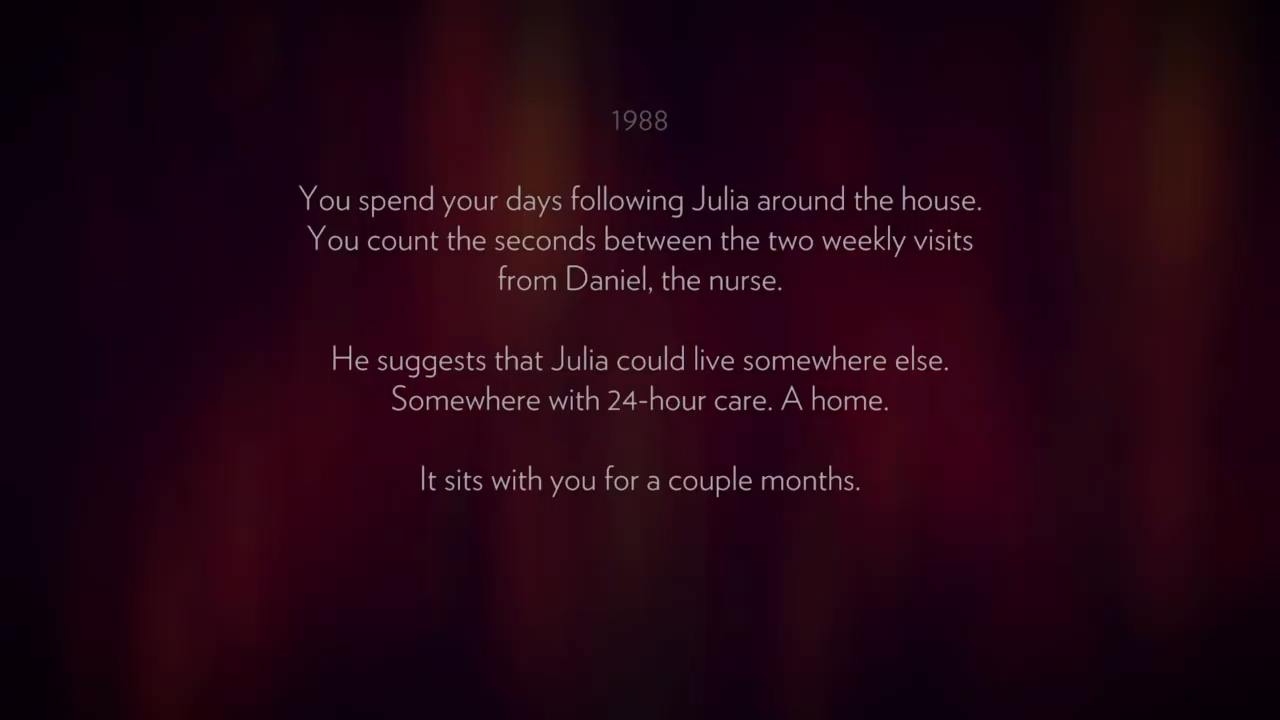 1988
You spend your days following Julia around the house.
You count the seconds between the two weekly visits
from Daniel, the nurse.
He suggests that Julia could live somewhere else.
Somewhere with 24-hour care. A home.
It sits with you for a couple months.